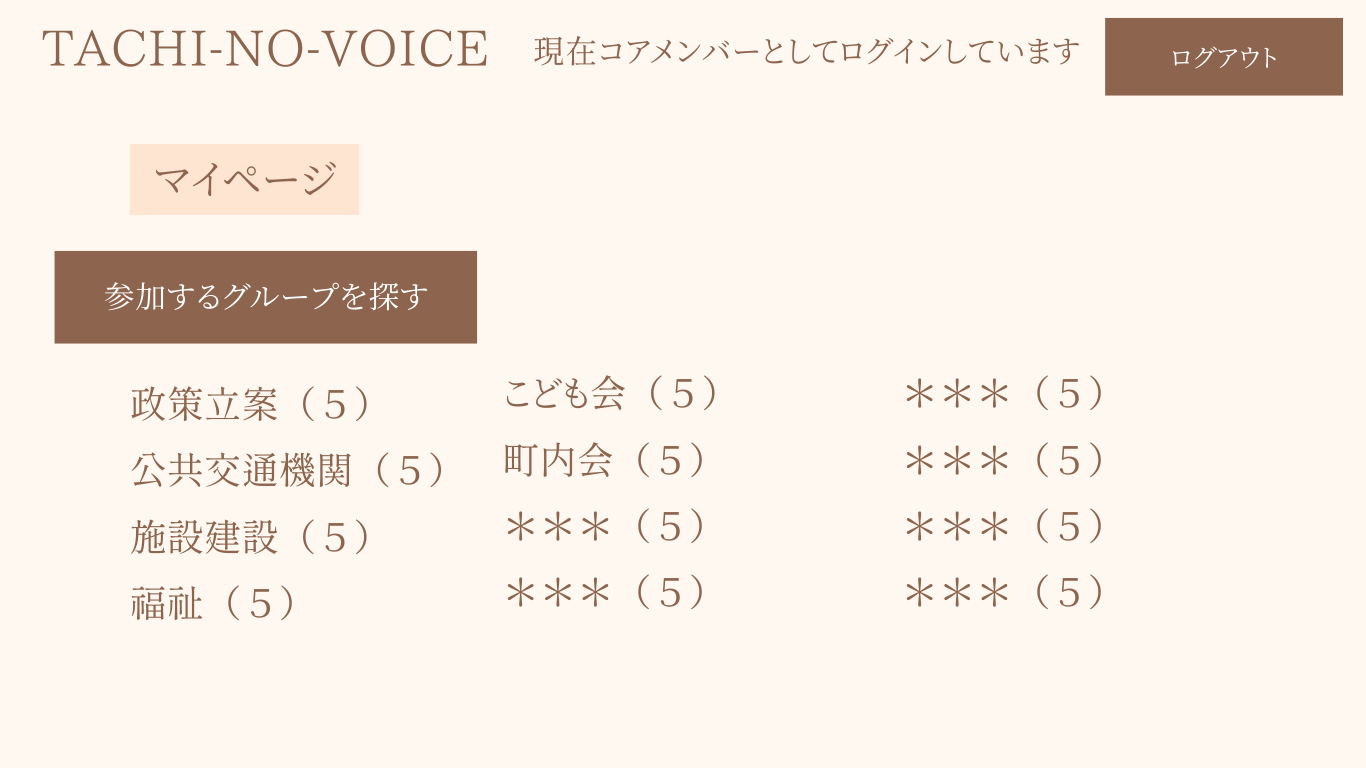 TACHI-NO-VOICE
現在コアメンバーとしてログインしています
ログアウト
マイページ
参加するグループを探す
政策立案（５）
公共交通機関（５）
施設建設（５）
福祉（５）
こども会（５）
町内会（５）
＊＊＊（５）
＊＊＊（５）
＊＊＊（５）
＊＊＊（５）
＊＊＊（５）
＊＊＊（５）